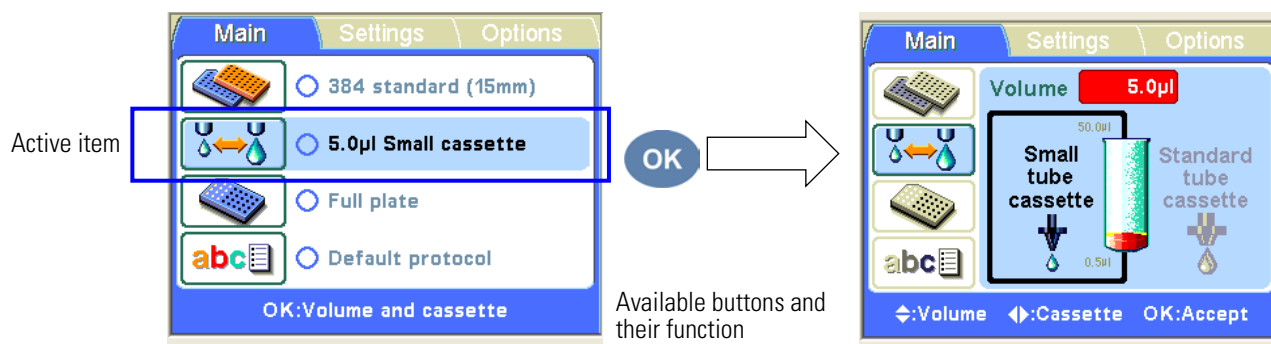 Main Settings Options
384 standard (15mm)
Active item
5.0µl Small cassette
Full plate
abc Default protocol
OK:Volume and cassette
OK
Available buttons and
their function
Main Settings Options
Volume 5.0µl
50.0µl
Small
tube
cassette
0.5µl
Standard
tube
cassette
abc
:Volume :Cassette OK:Accept